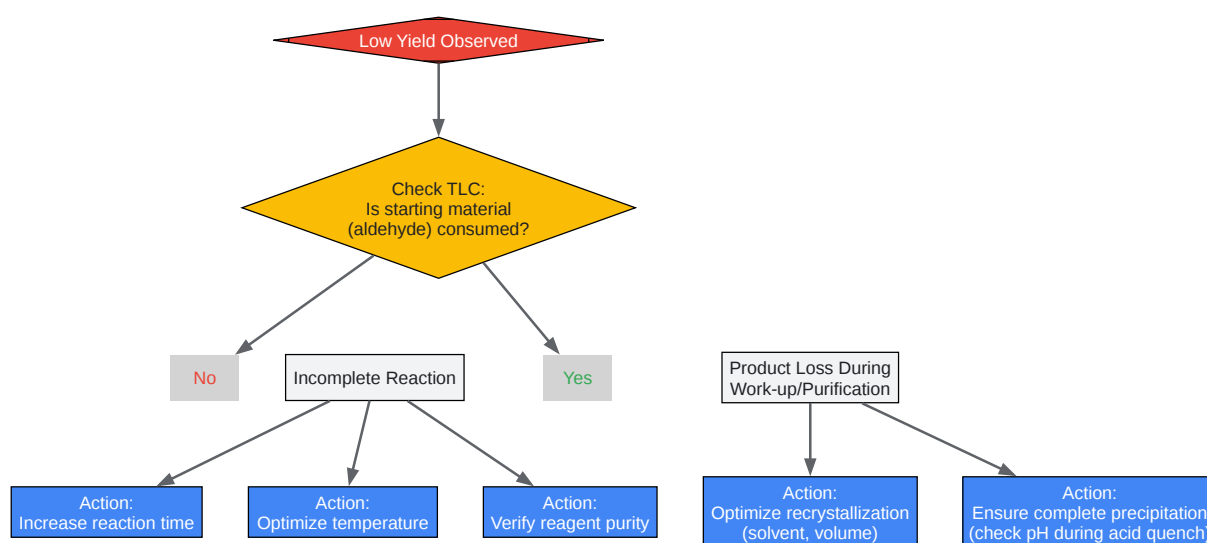 Low Yield Observed
Check TLC:
Is starting material
(aldehyde) consumed?
No
Incomplete Reaction
Yes
Product Loss During
Work-up/Purification
Action:
Increase reaction time
Action:
Optimize temperature
Action:
Verify reagent purity
Action:
Optimize recrystallization
(solvent, volume)
Action:
Ensure complete precipitation
(check pH during acid quench)